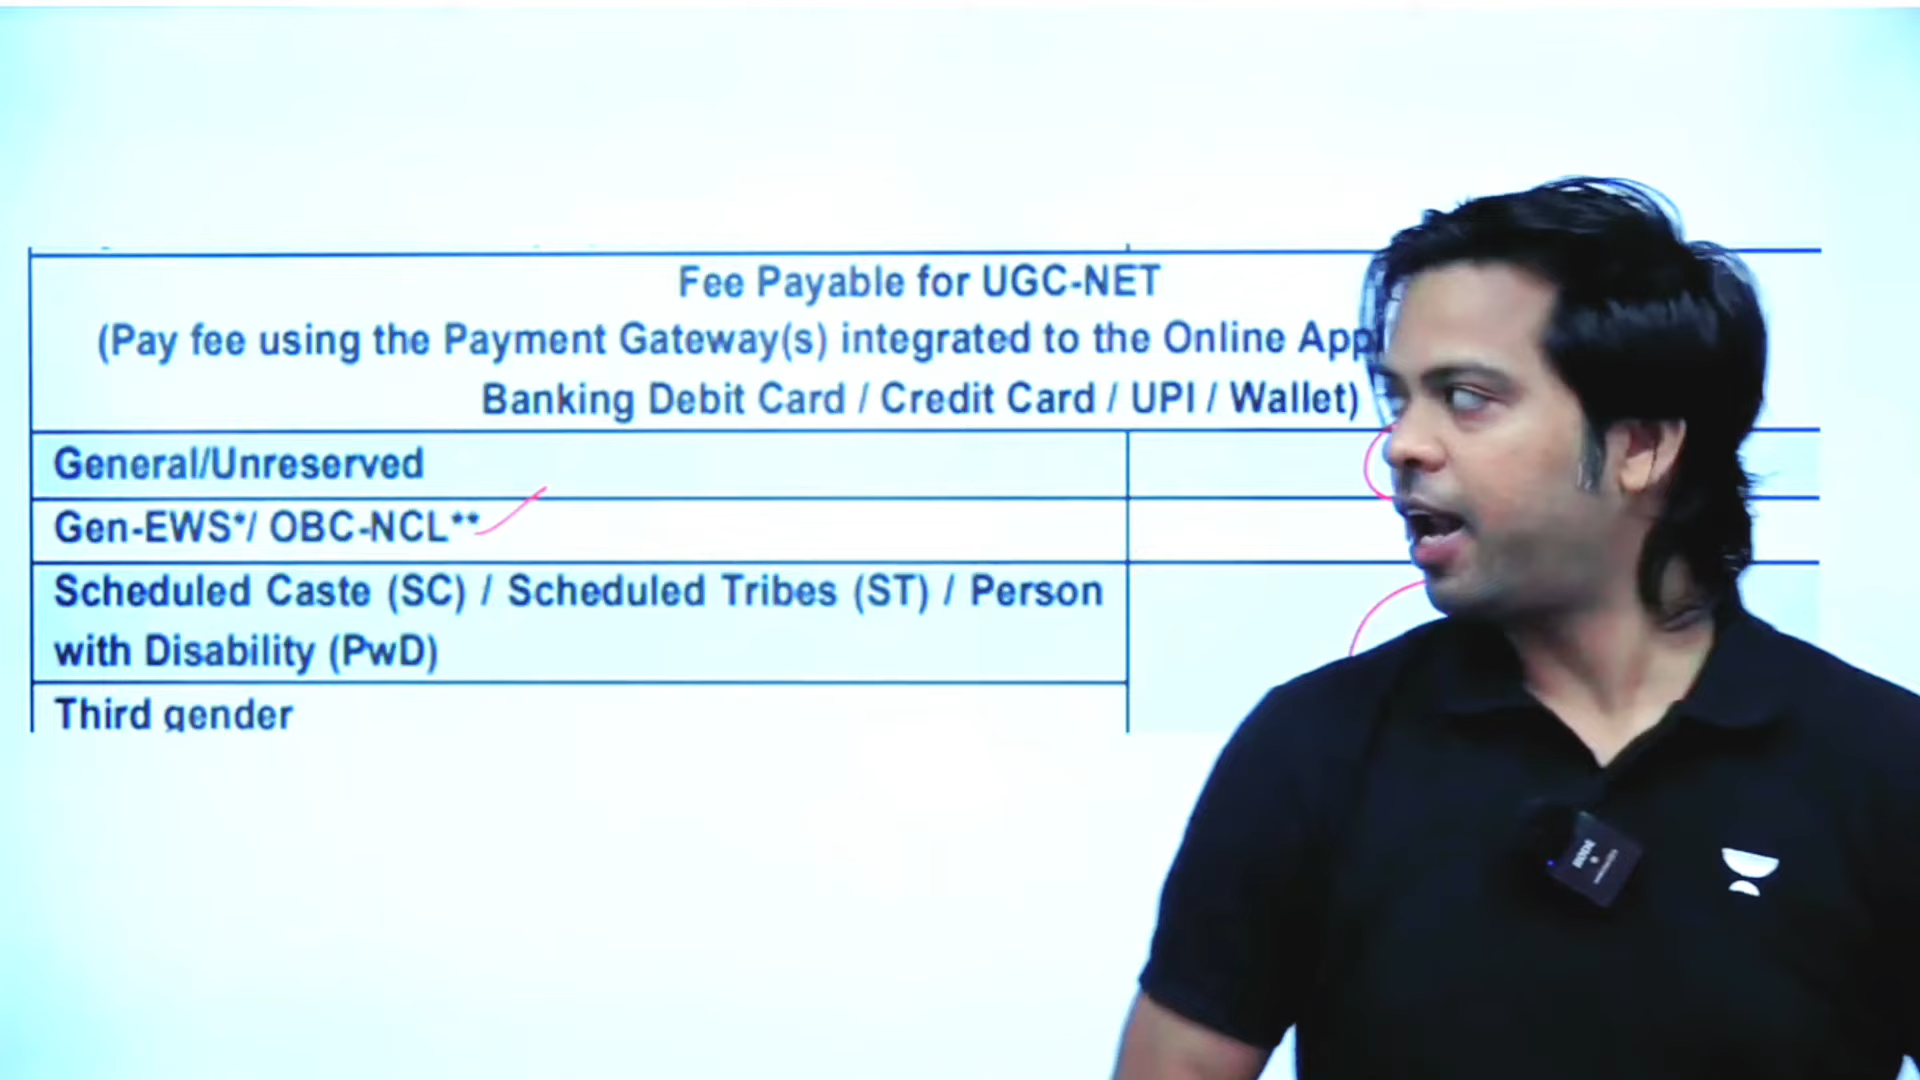 Fee Payable for UGC-NET
(Pay fee using the Payment Gateway(s) integrated to the Online
Banking Debit Card / Credit Card / UPI / Wallet)
General/Unreserved
Gen-EWS*/ OBC-NCL**
Scheduled Caste (SC) / Scheduled Tribes (ST) / Person
with Disability (PwD)
Third gender
RØDE